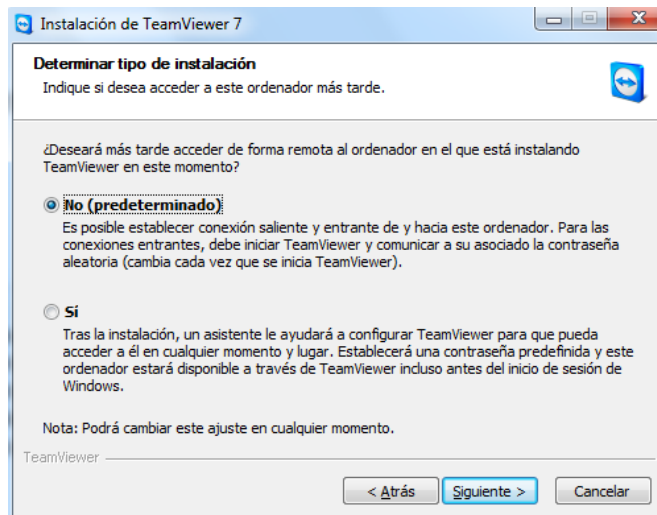 Instalación de TeamViewer 7
Determinar tipo de instalación
Indique si desea acceder a este ordenador más tarde.
¿Deseará más tarde acceder de forma remota al ordenador en el que está instalando
TeamViewer en este momento?
No (predeterminado)
Es posible establecer conexión saliente y entrante de y hacia este ordenador. Para las
conexiones entrantes, debe iniciar TeamViewer y comunicar a su asociado la contraseña
aleatoria (cambia cada vez que se inicia TeamViewer).
Sí
Tras la instalación, un asistente le ayudará a configurar TeamViewer para que pueda
acceder a él en cualquier momento y lugar. Establecerá una contraseña predefinida y este
ordenador estará disponible a través de TeamViewer incluso antes del inicio de sesión de
Windows.
Nota: Podrá cambiar este ajuste en cualquier momento.
TeamViewer
< Atrás Siguiente > Cancelar